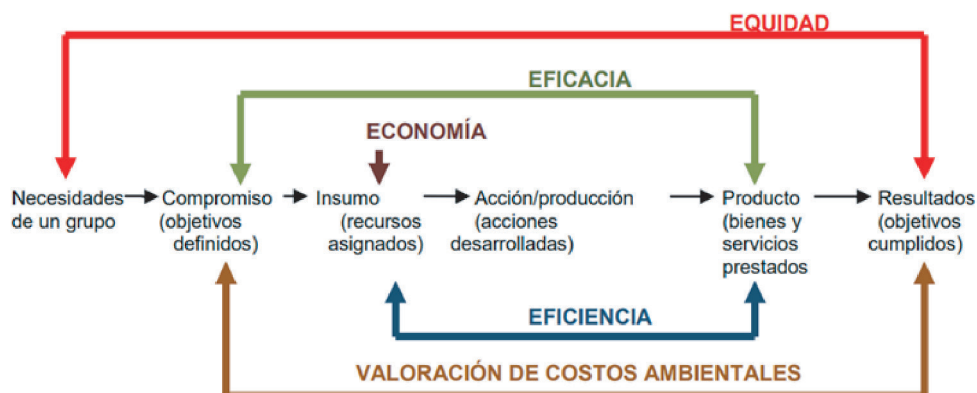 EQUIDAD
EFICACIA
ECONOMÍA
Necesidades
de un grupo
Compromiso
(objetivos
definidos)
Insumo
(recursos
asignados)
Acción/producción
(acciones
desarrolladas)
Producto
(bienes y
servicios
prestados
Resultados
(objetivos
cumplidos)
EFICIENCIA
VALORACIÓN DE COSTOS AMBIENTALES